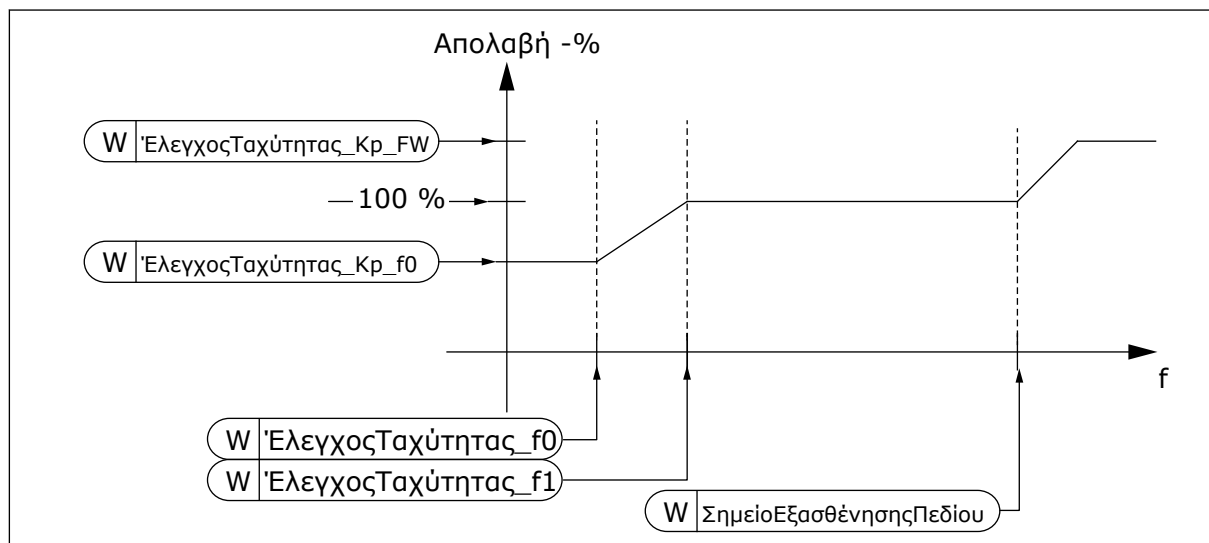 Απολαβή -%
W ΈλεγχοςΤαχύτητας_Kp_FW
100 %
W ΈλεγχοςΤαχύτητας_Kp_f0
f
W ΈλεγχοςΤαχύτητας_f0
W ΈλεγχοςΤαχύτητας_f1
W ΣημείοΕξασθένησηςΠεδίου